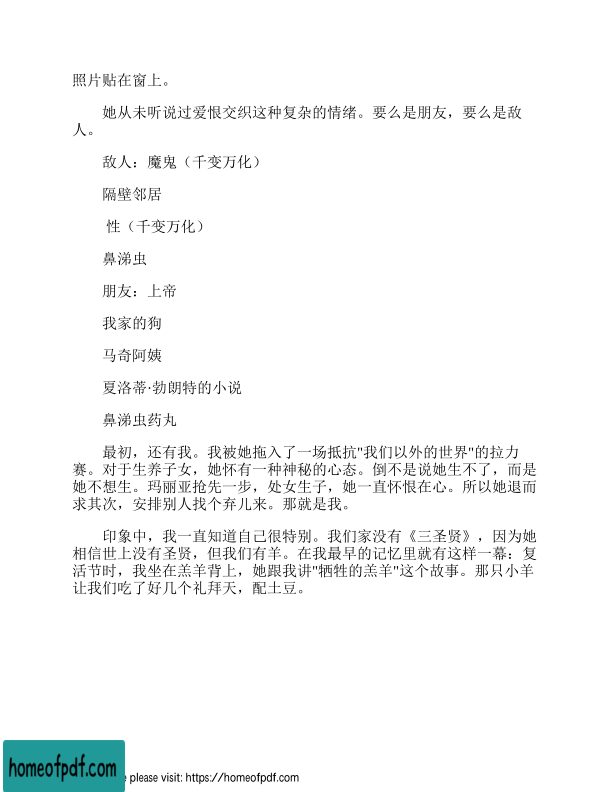 照片贴在窗上。
她从未听说过爱恨交织这种复杂的情绪。要么是朋友，要么是敌
人。
敌人：魔鬼（千变万化）
隔壁邻居
性（千变万化）
鼻涕虫
朋友：上帝
我家的狗
马奇阿姨
夏洛蒂·勃朗特的小说
鼻涕虫药丸
最初，还有我。我被她拖入了一场抵抗"我们以外的世界"的拉力
赛。对于生养子女，她怀有一种神秘的心态。倒不是说她生不了，而是
她不想生。玛丽亚抢先一步，处女生子，她一直怀恨在心。所以她退而
求其次，安排别人找个弃儿来。那就是我。
印象中，我一直知道自己很特别。我们家没有《三圣贤》，因为她
相信世上没有圣贤，但我们有羊。在我最早的记忆里就有这样一幕：复
活节时，我坐在羔羊背上，她跟我讲"牺牲的羔羊"这个故事。那只小羊
让我们吃了好几个礼拜天，配土豆。
homeofpdf.com
e please visit: https://homeofpdf.com